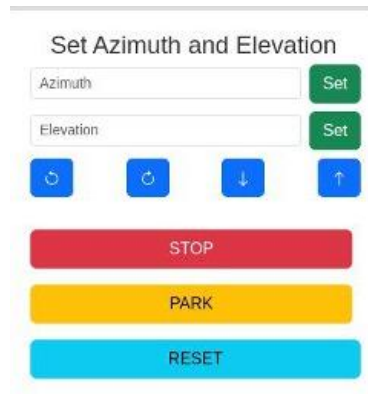 Set Azimuth and Elevation
Azimuth
Set
Elevation
Set
STOP
PARK
RESET